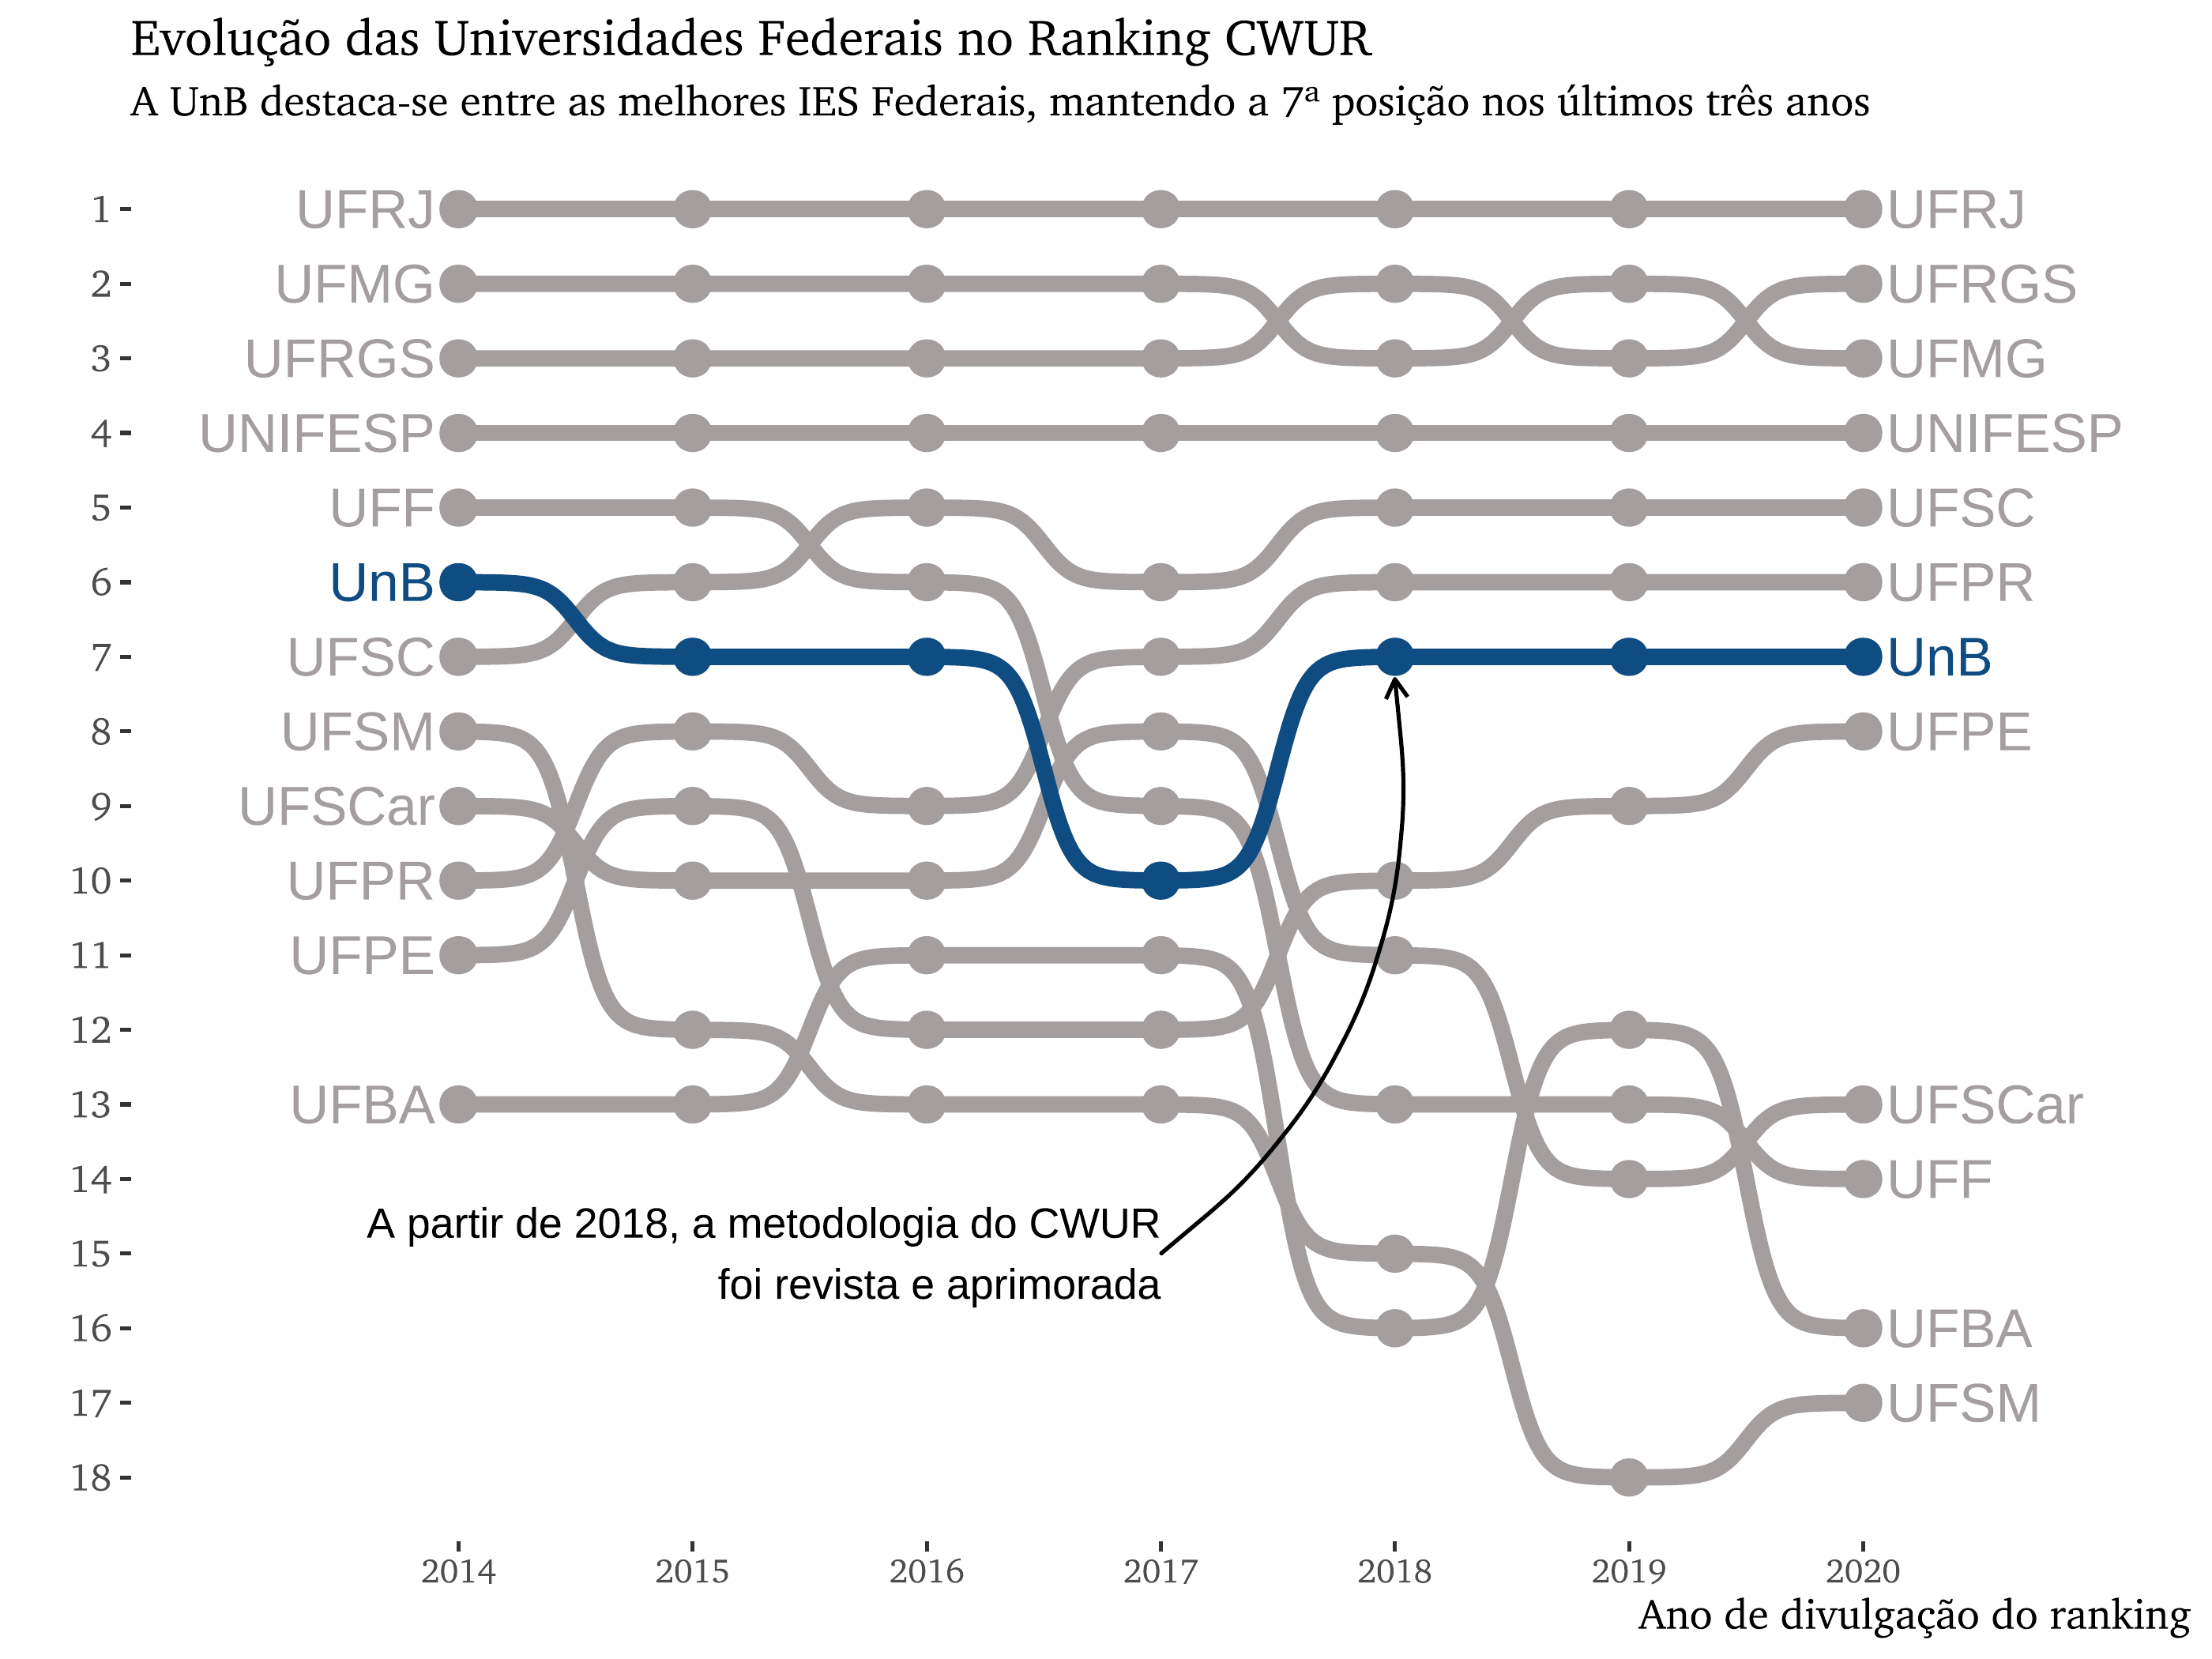 Evolução das Universidades Federais no Ranking CWUR
A UnB destaca-se entre as melhores IES Federais, mantendo a 7ª posição nos últimos três anos
1 UFRJ UFRJ
2 UFMG UFRGS
3 UFRGS UFMG
4 UNIFESP UNIFESP
5 UFF UFSC
6 UnB UFPR
7 UFSC UnB
8 UFSM UFPE
9 UFSCar
10 UFPR
11 UFPE
12
13 UFBA UFSCar
14 UFF
A partir de 2018, a metodologia do CWUR
15
foi revista e aprimorada
16 UFBA
17 UFSM
18
2014 2015 2016 2017 2018 2019 2020
Ano de divulgação do ranking